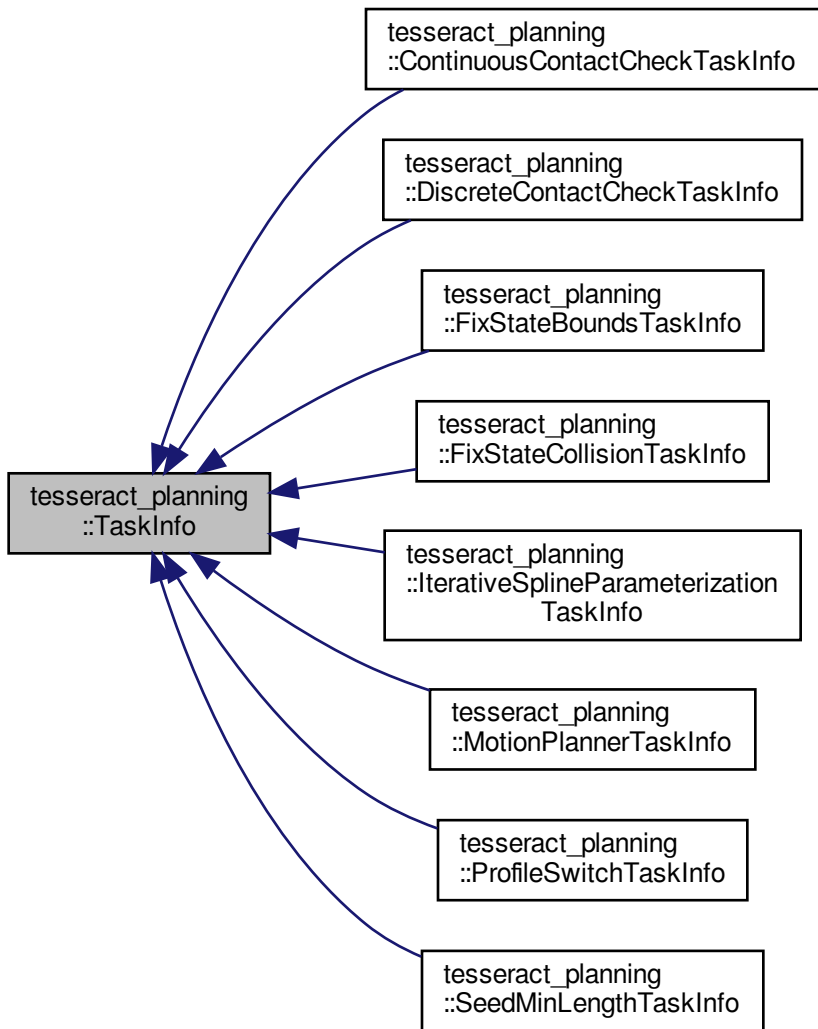 tesseract_planning
::ContinuousContactCheckTaskInfo
tesseract_planning
::DiscreteContactCheckTaskInfo
tesseract_planning
::FixStateBoundsTaskInfo
tesseract_planning
::FixStateCollisionTaskInfo
tesseract_planning
::TaskInfo
tesseract_planning
::IterativeSplineParameterization
TaskInfo
tesseract_planning
::MotionPlannerTaskInfo
tesseract_planning
::ProfileSwitchTaskInfo
tesseract_planning
::SeedMinLengthTaskInfo